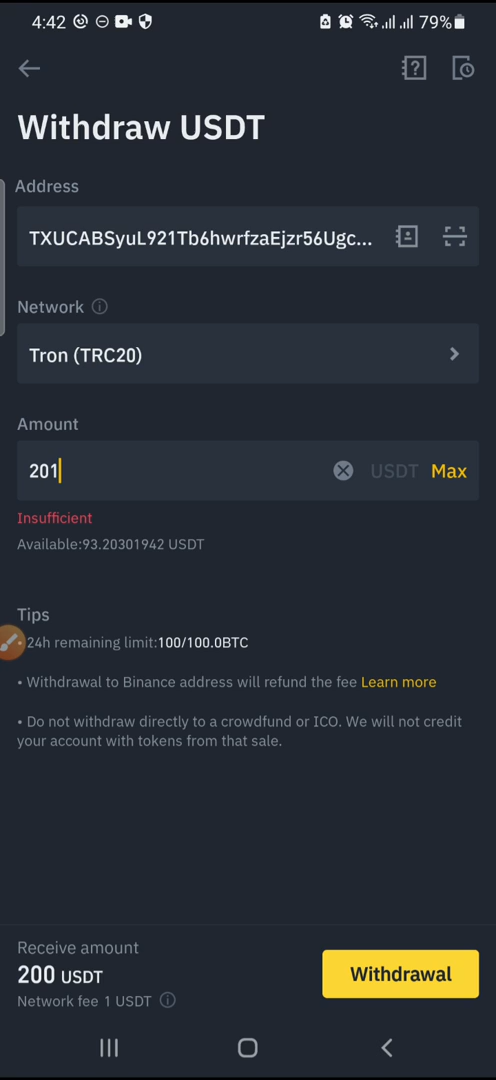 4:42 79%
Withdraw USDT
Address
TXUCABSyuL921Tb6hwrfzaEjzr56Ugc...
Network
Tron (TRC20)
Amount
201 USDT Max
Insufficient
Available:93.20301942 USDT
Tips
24h remaining limit:100/100.0BTC
• Withdrawal to Binance address will refund the fee Learn more
• Do not withdraw directly to a crowdfund or ICO. We will not credit
your account with tokens from that sale.
Receive amount
200 USDT
Network fee 1 USDT
Withdrawal